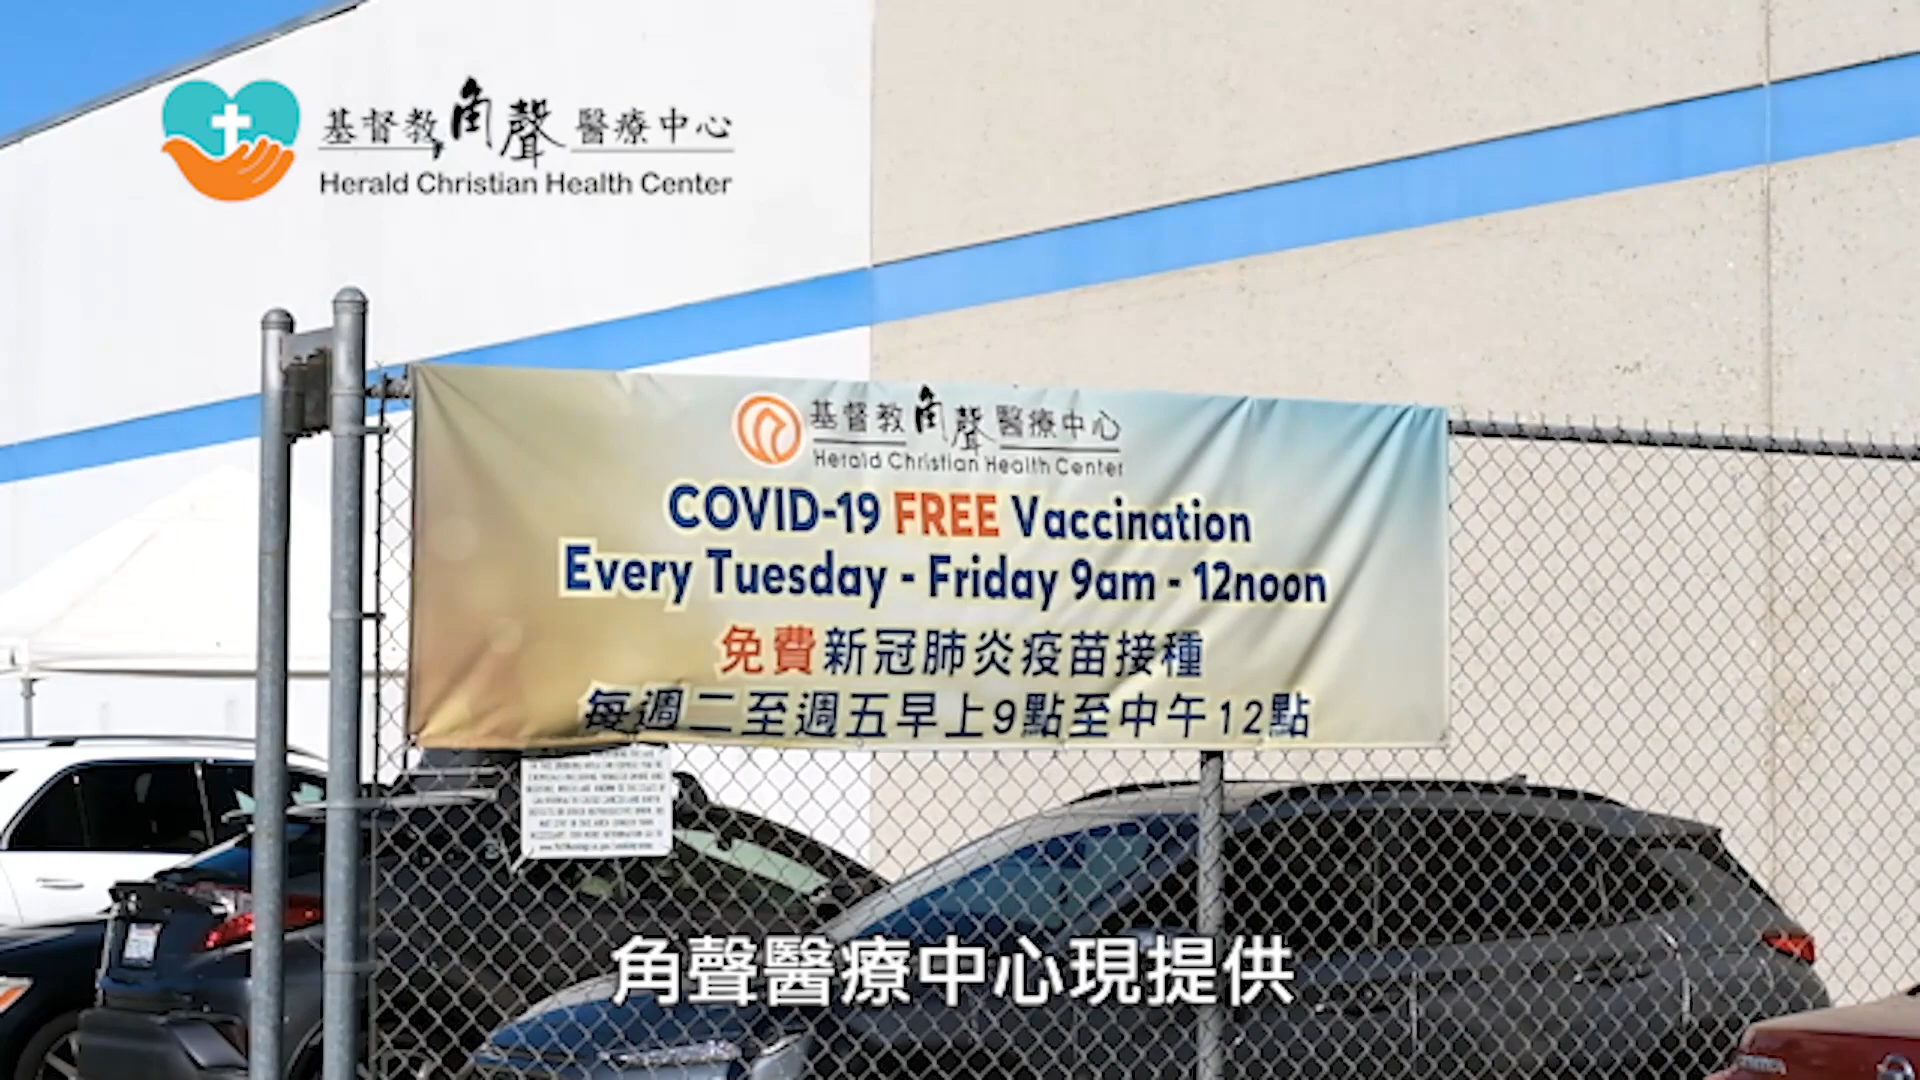 基督教角聲醫療中心
Herald Christian Health Center
基督教角聲醫療中心
Herald Christian Health Center
COVID-19 FREE Vaccination
Every Tuesday - Friday 9am - 12noon
免費新冠肺炎疫苗接種
每週二至週五早上9點至中午12點
角聲醫療中心現提供